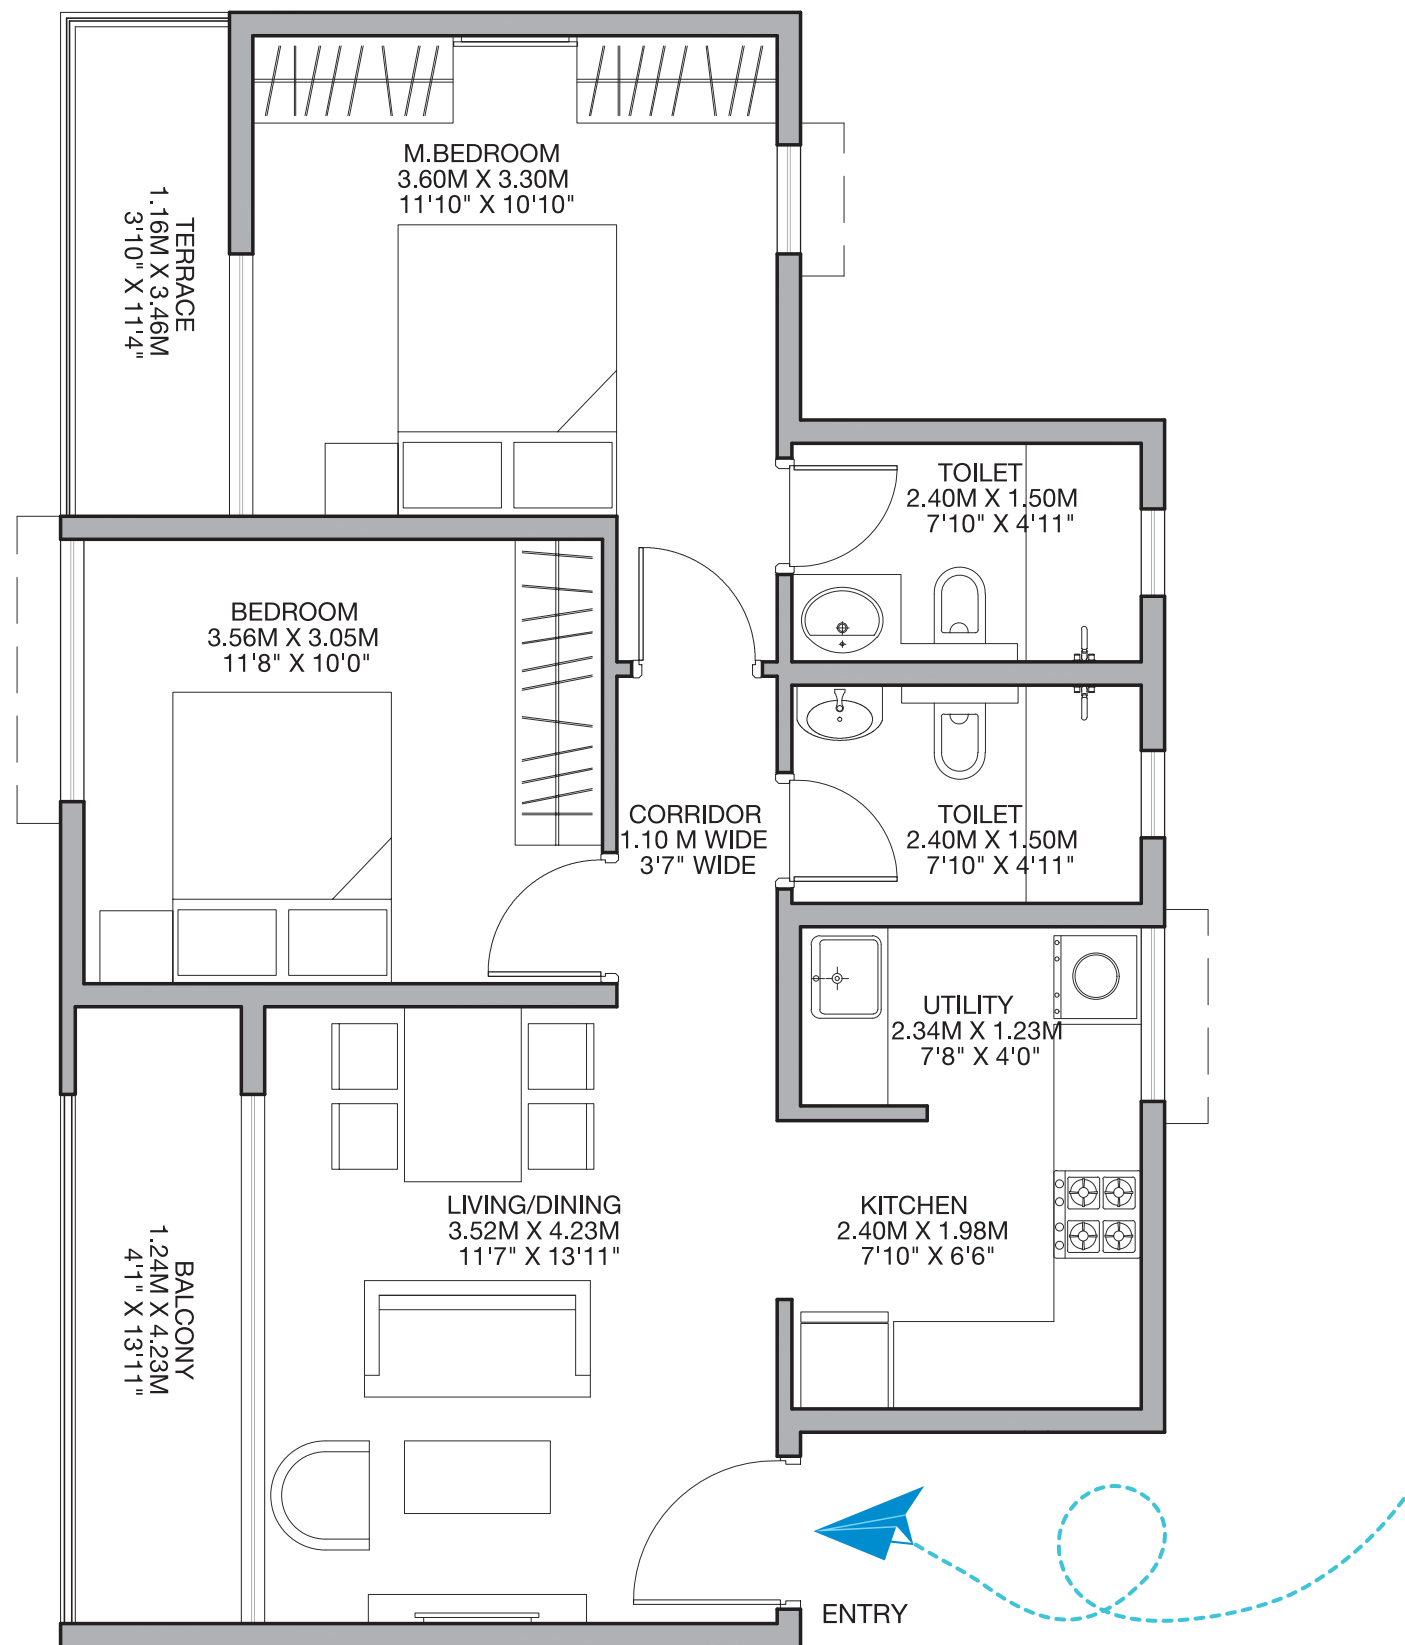 M.BEDROOM
3.60M X 3.30M
11'10" X 10'10"
TERRACE
1.16M X 3.46M
3'10" X 11'4"
TOILET
2.40M X 1.50M
7'10" X 4'11"
BEDROOM
3.56M X 3.05M
11'8" X 10'0"
CORRIDOR
1.10 M WIDE
3'7" WIDE
TOILET
2.40M X 1.50M
7'10" X 4'11"
UTILITY
2.34M X 1.23M
7'8" X 4'0"
LIVING/DINING
3.52M X 4.23M
11'7" X 13'11"
KITCHEN
2.40M X 1.98M
7'10" X 6'6"
BALCONY
1.24M X 4.23M
4'1" X 13'11"
ENTRY